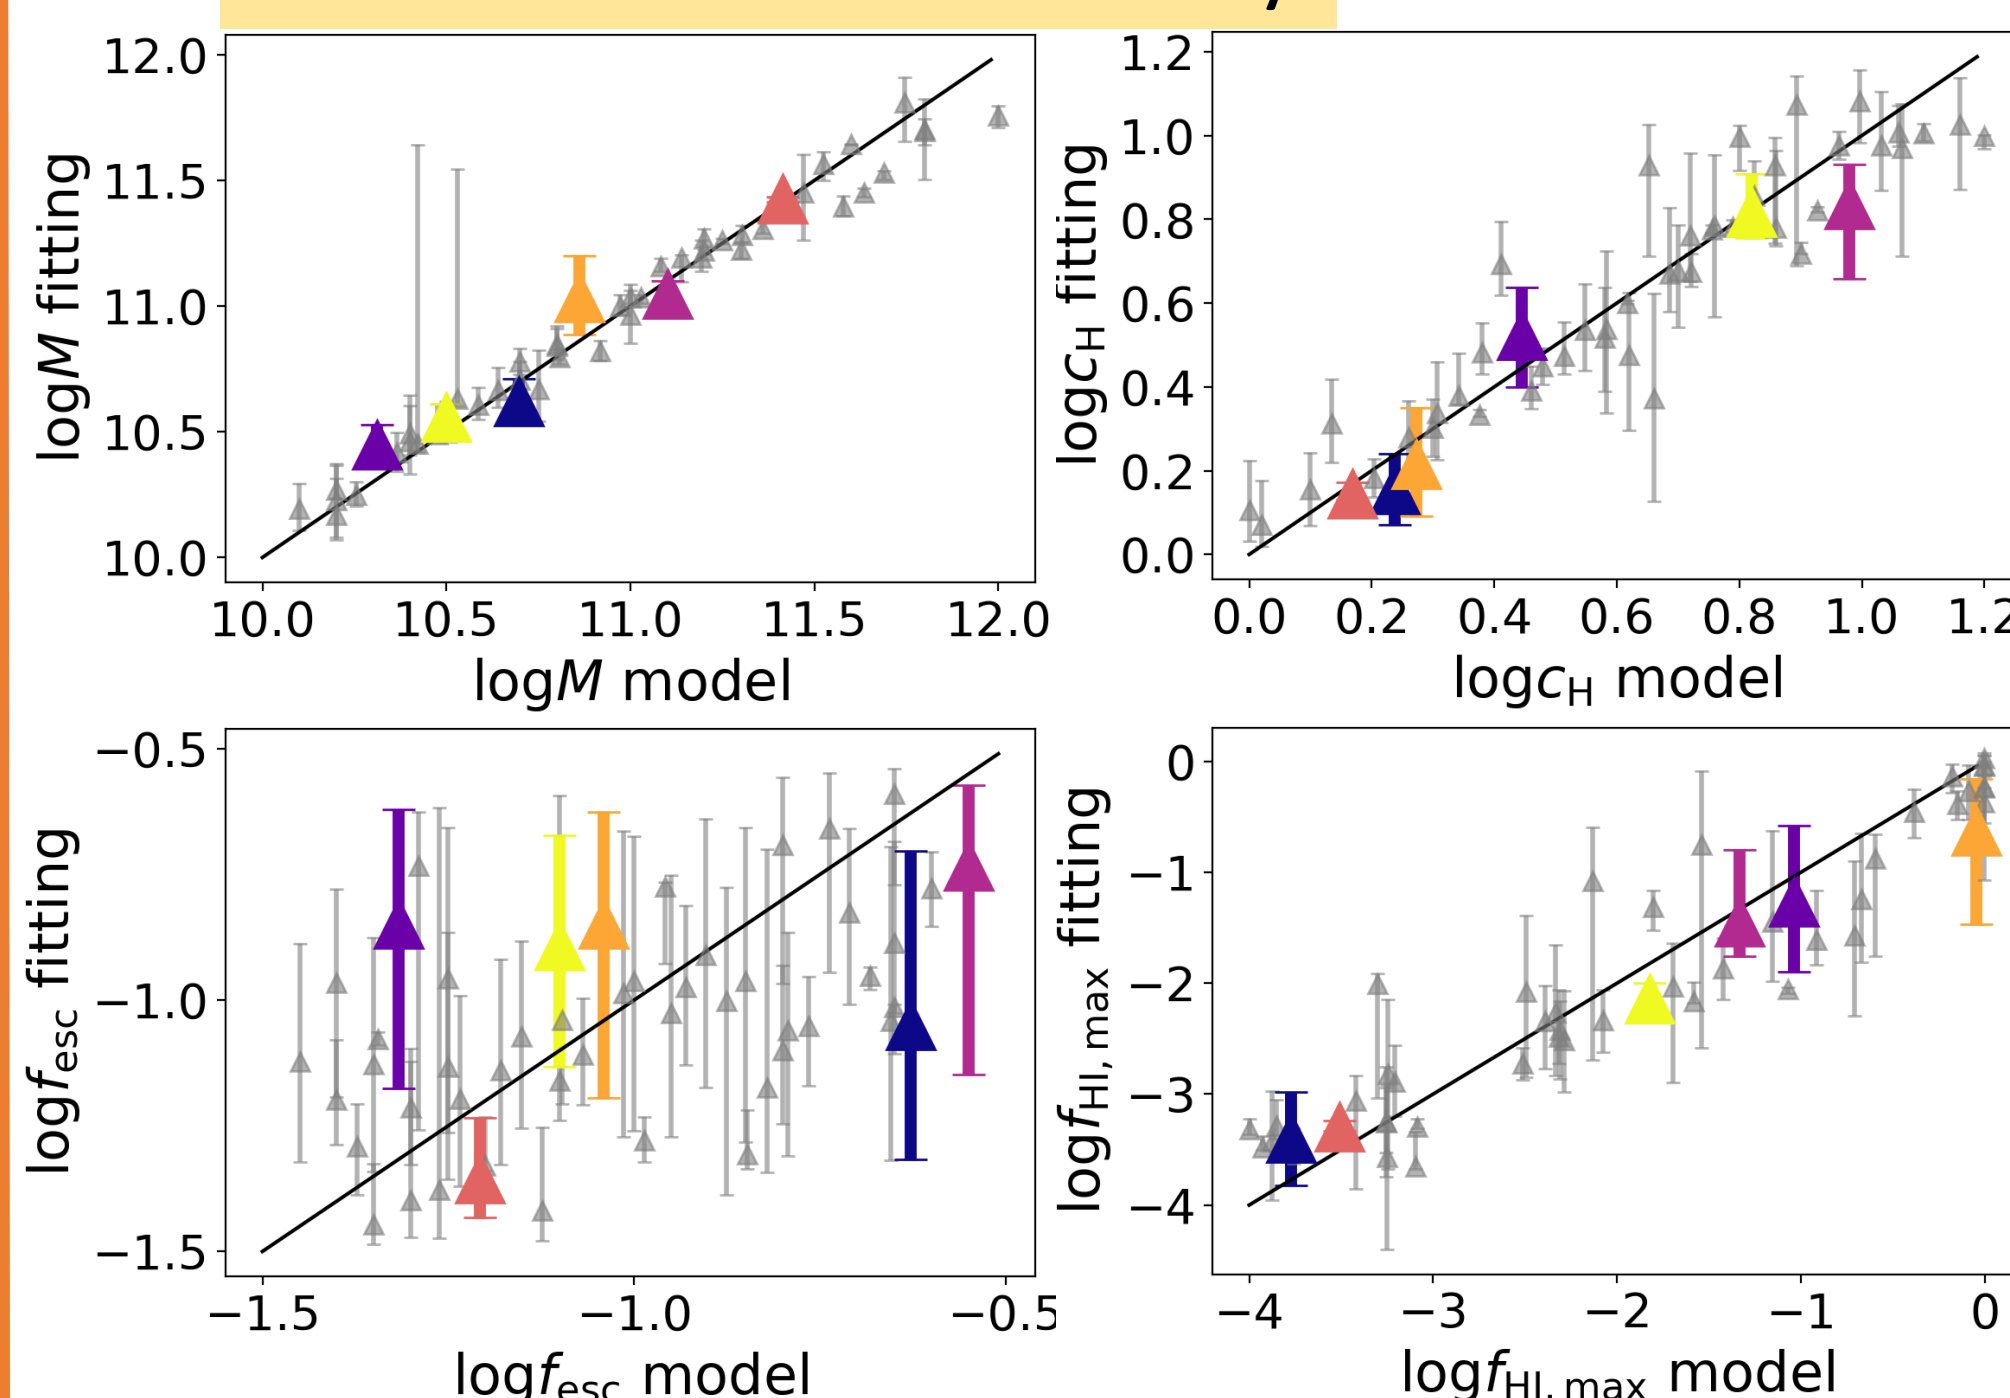 12.0
11.5
11.0
10.5
10.0
logM fitting
10.0 10.5 11.0 11.5 12.0
logM model
1.2
1.0
0.8
0.6
0.4
0.2
0.0
logcH fitting
0.0 0.2 0.4 0.6 0.8 1.0 1.2
logcH model
−0.5
−1.0
−1.5
logfesc fitting
−1.5 −1.0 −0.5
logfesc model
0
−1
−2
−3
−4
logfHI, max fitting
−4 −3 −2 −1 0
logfHI, max model